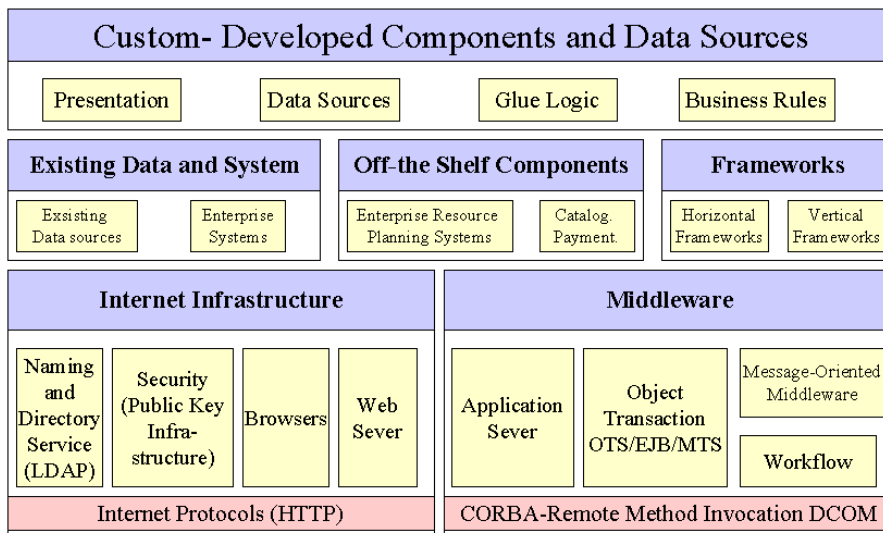 Custom- Developed Components and Data Sources
Presentation
Data Sources
Glue Logic
Business Rules
Existing Data and System
Exsisting
Data sources
Enterprise
Systems
Off-the Shelf Components
Enterprise Resource
Planning Systems
Catalog.
Payment.
Frameworks
Horizontal
Frameworks
Vertical
Frameworks
Internet Infrastructure
Naming
and
Directory
Service
(LDAP)
Security
(Public Key
Infra-
structure)
Browsers
Web
Sever
Internet Protocols (HTTP)
Middleware
Application
Sever
Object
Transaction
OTS/EJB/MTS
Message-Oriented
Middleware
Workflow
CORBA-Remote Method Invocation DCOM